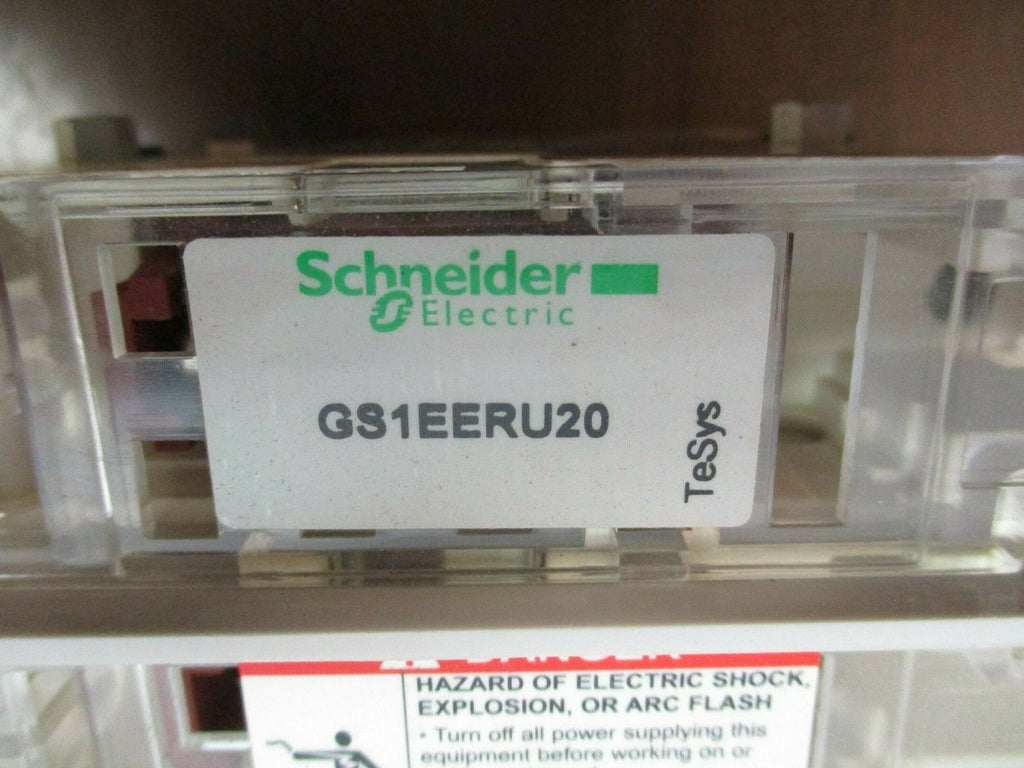 Schneider
Electric
GS1EERU20
TeSys
DANGER
HAZARD OF ELECTRIC SHOCK,
EXPLOSION, OR ARC FLASH
• Turn off all power supplying this
equipment before working on or